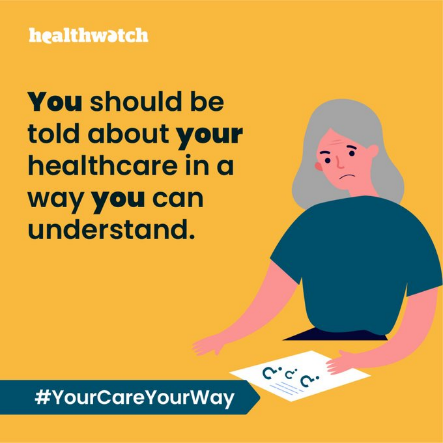 healthwatch
You should be
told about your
healthcare in a
way you can
understand.
? ? ?
#YourCareYourWay